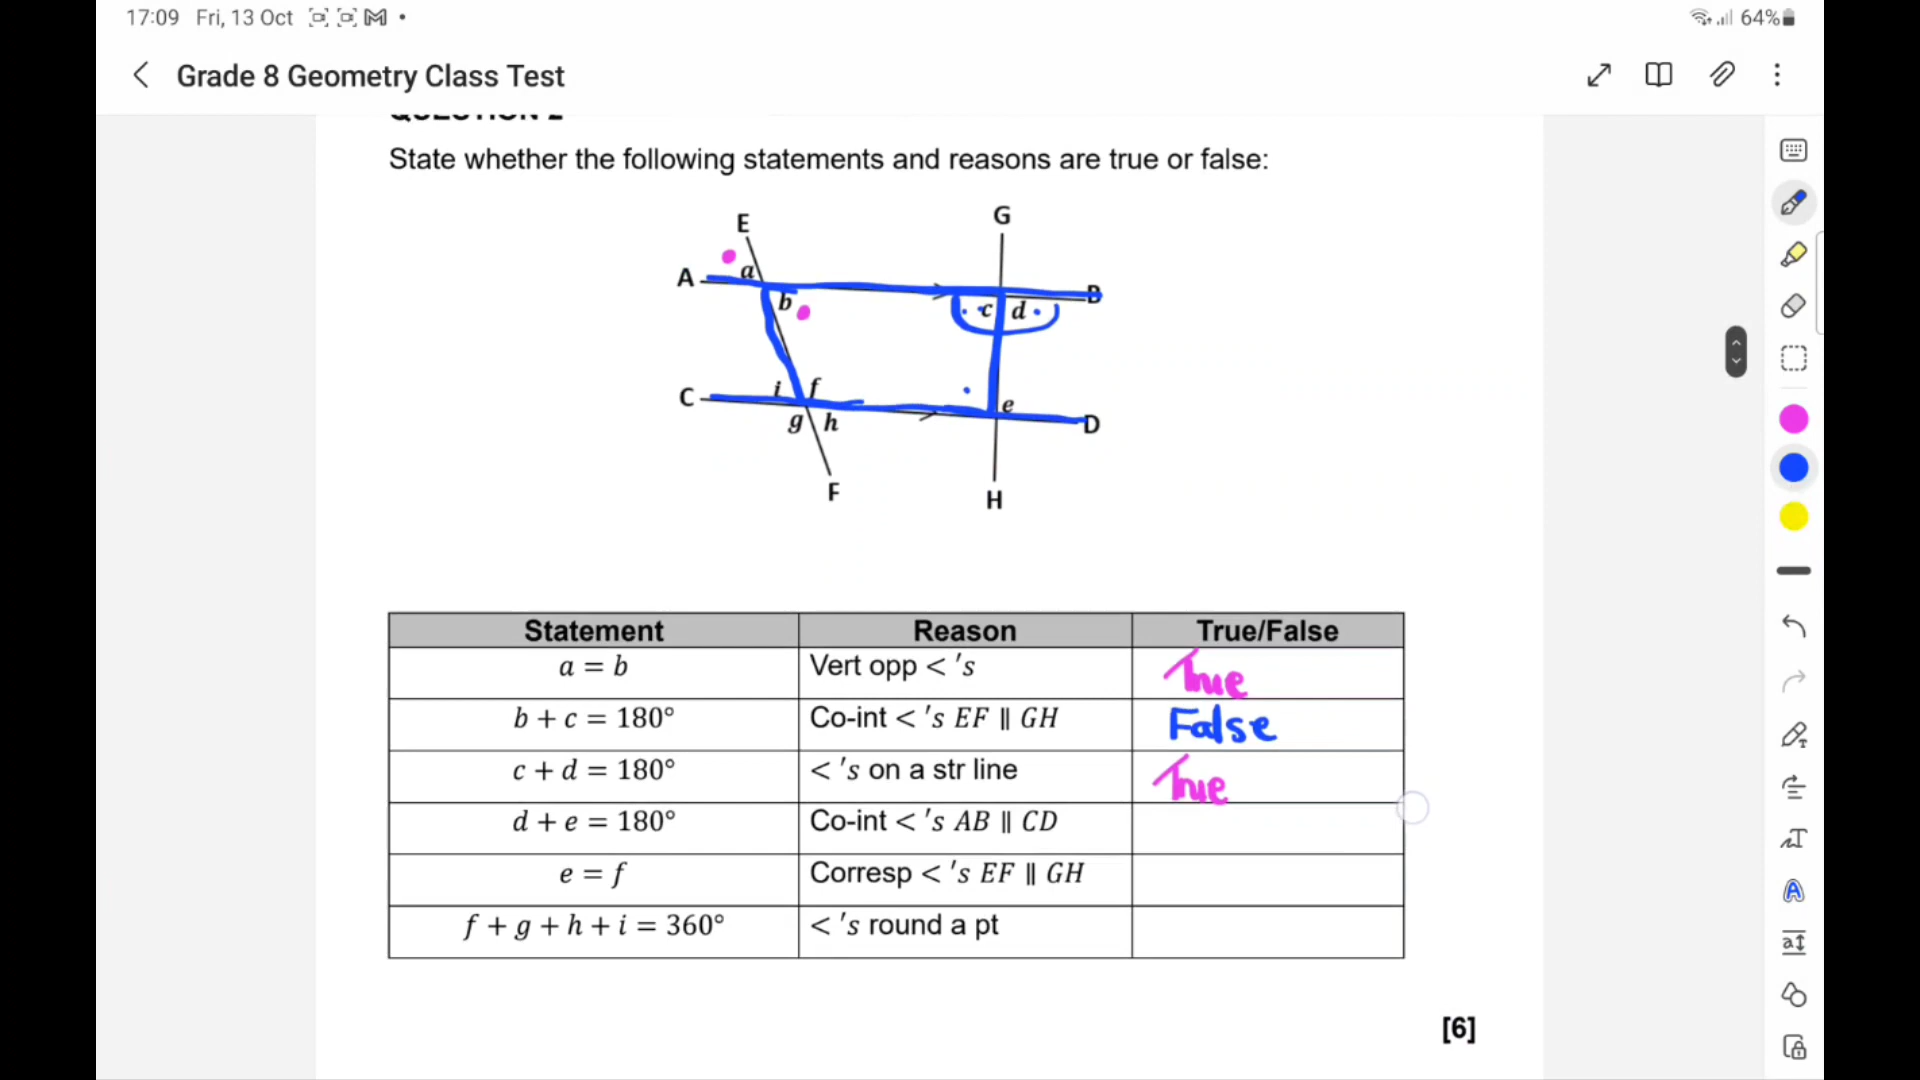 17:09 Fri, 13 Oct 64%
Grade 8 Geometry Class Test
QUESTION 2
State whether the following statements and reasons are true or false:
E G
A a B
b c d
C i f e D
g h
F H
Statement Reason True/False
a = b Vert opp < 's True
b + c = 180° Co-int < 's EF ∥ GH False
c + d = 180° < 's on a str line True
d + e = 180° Co-int < 's AB ∥ CD
e = f Corresp < 's EF ∥ GH
f + g + h + i = 360° < 's round a pt
[6]